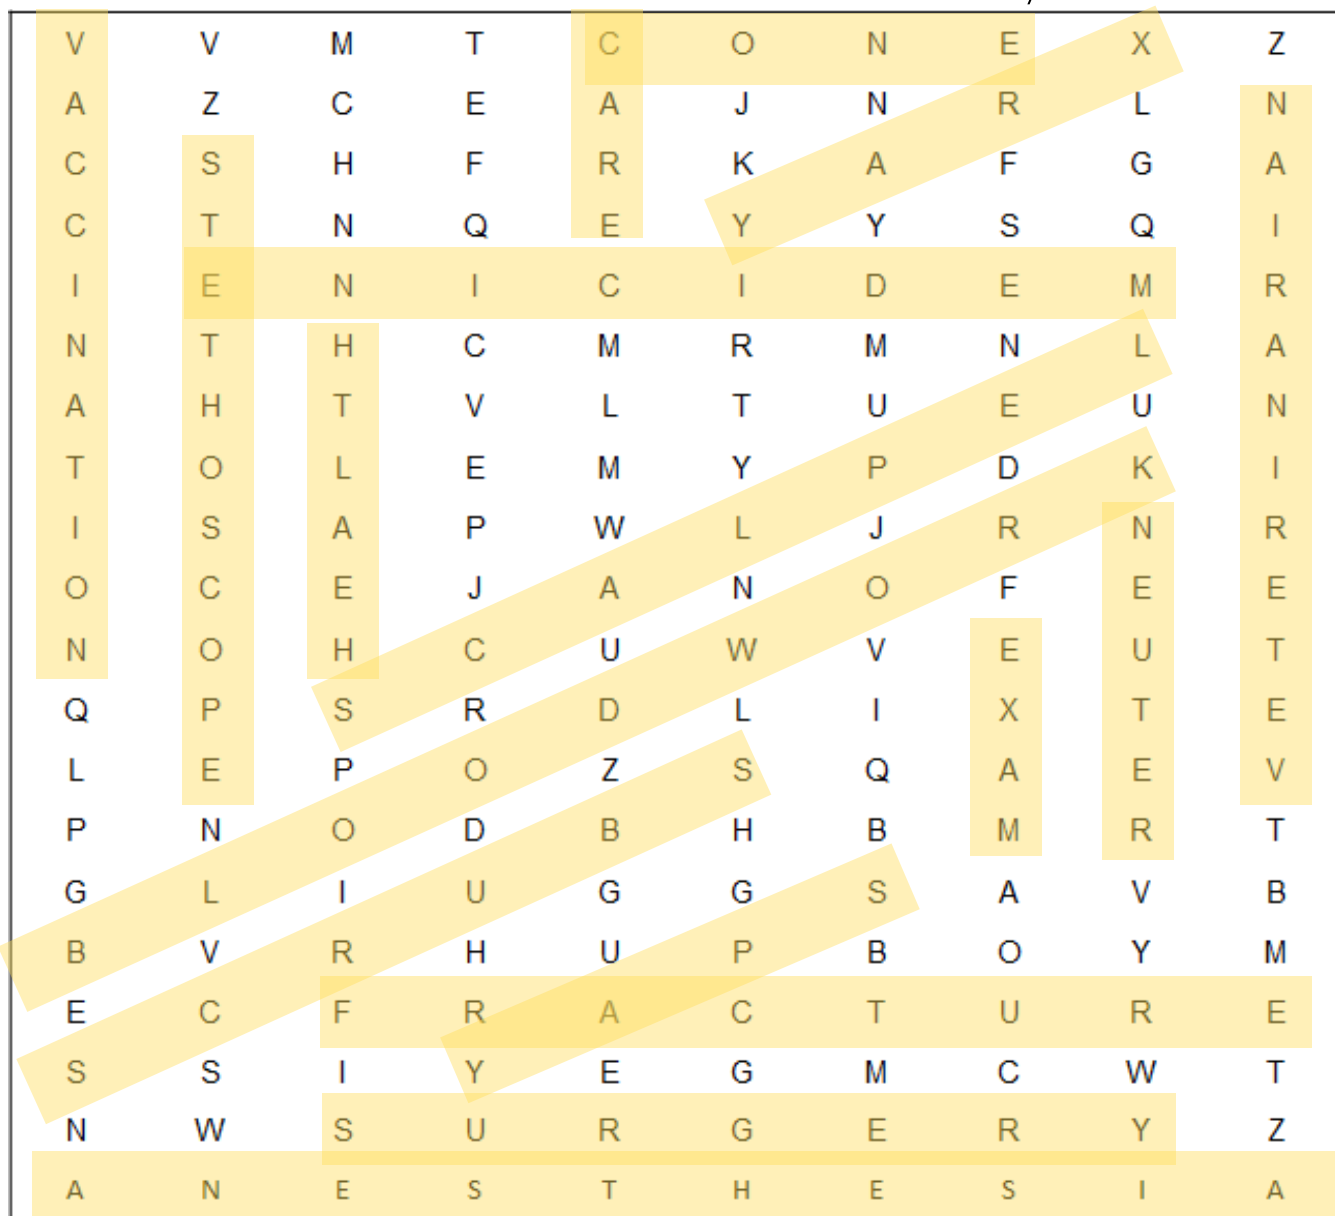 V V M T C O N E X Z
A Z C E A J N R L N
C S H F R K A F G A
C T N Q E Y Y S Q I
I E N I C I D E M R
N T H C M R M N L A
A H T V L T U E U N
T O L E M Y P D K I
I S A P W L J R N R
O C E J A N O F E E
N O H C U W V E U T
Q P S R D L I X T E
L E P O Z S Q A E V
P N O D B H B M R T
G L I U G G S A V B
B V R H U P B O Y M
E C F R A C T U R E
S S I Y E G M C W T
N W S U R G E R Y Z
A N E S T H E S I A